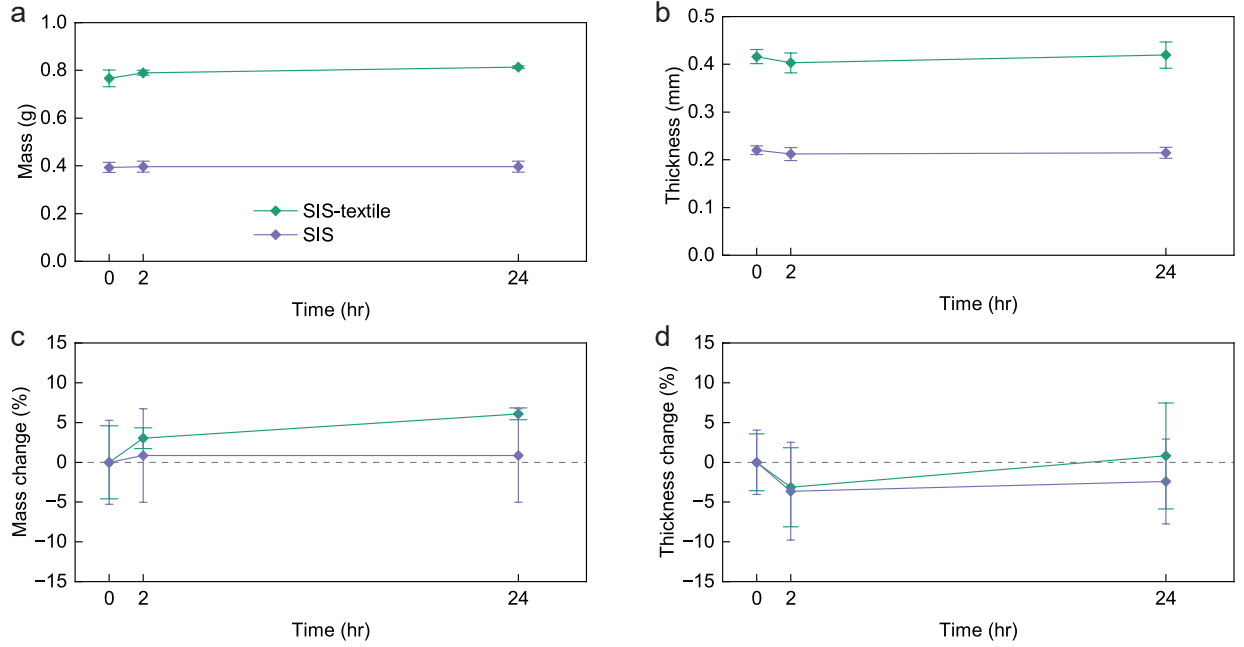 a
1.0
0.8
0.6
0.4
0.2
0.0
Mass (g)
SIS-textile
SIS
0 2 24
Time (hr)
b
0.5
0.4
0.3
0.2
0.1
0.0
Thickness (mm)
0 2 24
Time (hr)
c
15
10
5
0
−5
−10
−15
Mass change (%)
0 2 24
Time (hr)
d
15
10
5
0
−5
−10
−15
Thickness change (%)
0 2 24
Time (hr)